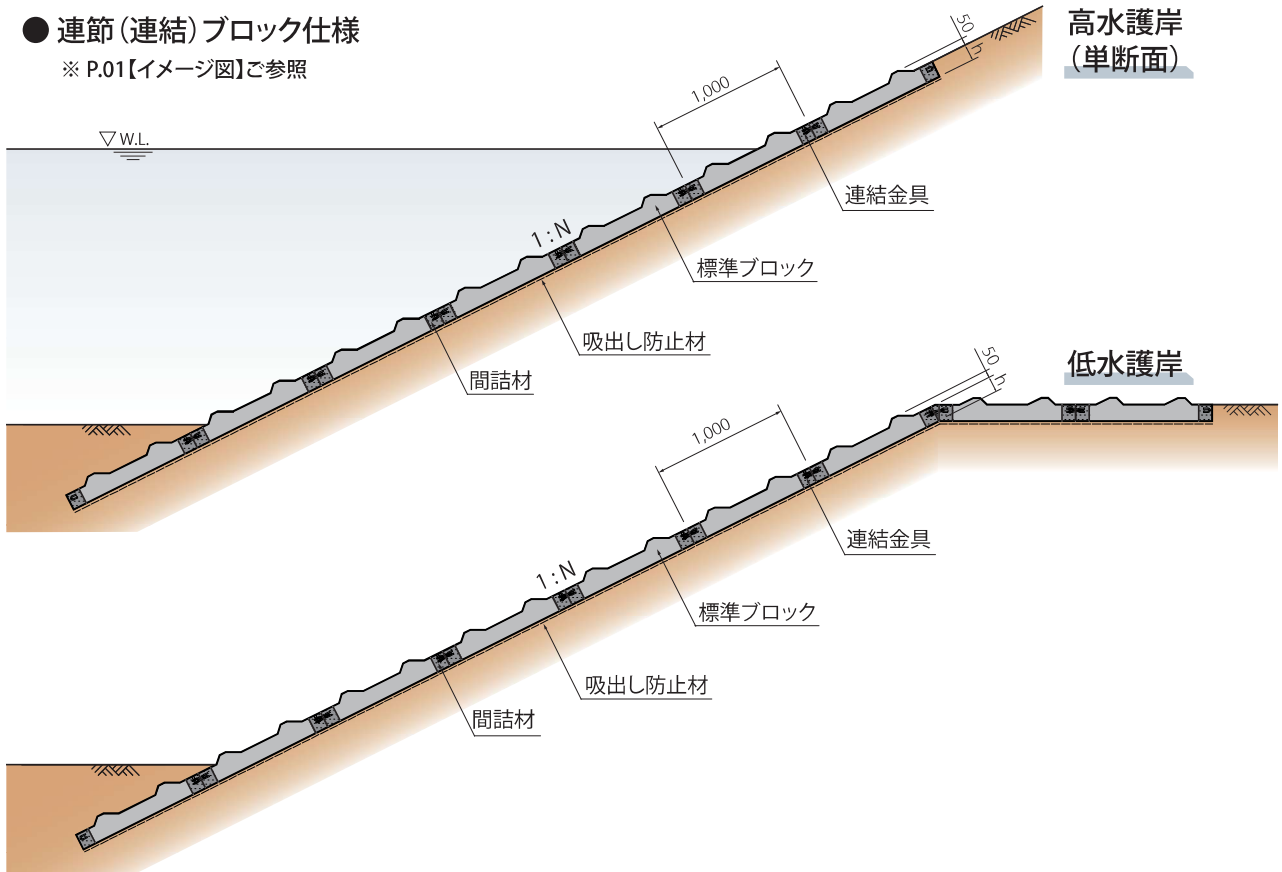 ● 連節(連結)ブロック仕様
※ P.01【イメージ図】ご参照
高水護岸
(単断面)
50
h
1,000
▽ W.L.
連結金具
1 : N
標準ブロック
吸出し防止材
間詰材
低水護岸
50
h
1,000
連結金具
1 : N
標準ブロック
吸出し防止材
間詰材